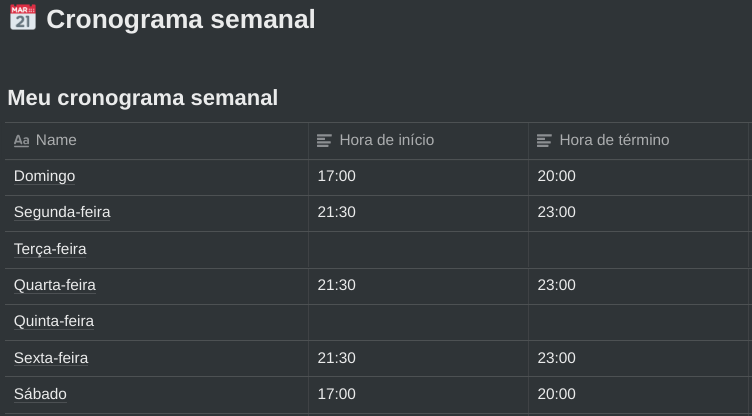 MAR 21 Cronograma semanal
Meu cronograma semanal
Aa Name Hora de início Hora de término
Domingo 17:00 20:00
Segunda-feira 21:30 23:00
Terça-feira
Quarta-feira 21:30 23:00
Quinta-feira
Sexta-feira 21:30 23:00
Sábado 17:00 20:00